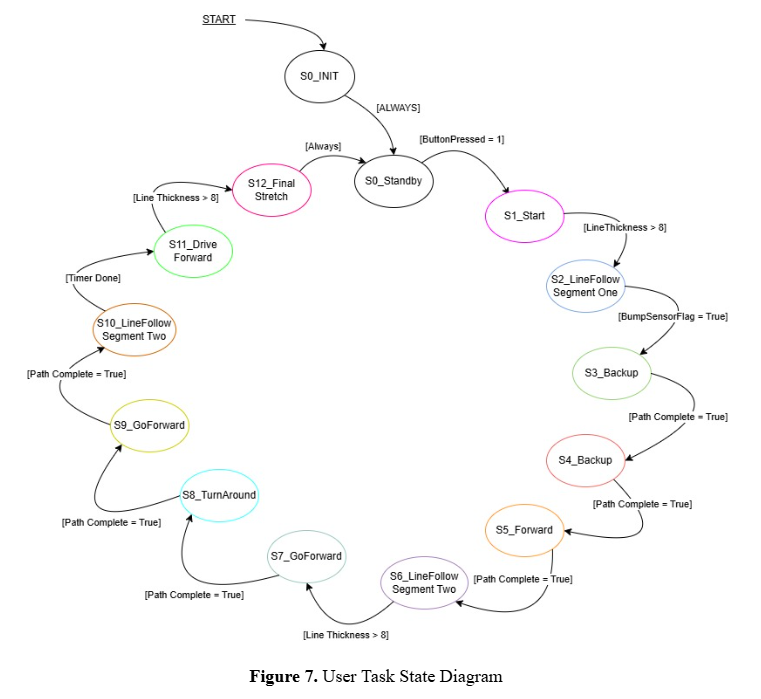 START
S0_INIT
[ALWAYS]
[ButtonPressed = 1]
[Always]
S0_Standby
S12_Final
Stretch
[Line Thickness > 8]
S1_Start
[LineThickness > 8]
S11_Drive
Forward
[Timer Done]
S2_LineFollow
Segment One
[BumpSensorFlag = True]
S10_LineFollow
Segment Two
[Path Complete = True]
S3_Backup
[Path Complete = True]
S9_GoForward
S4_Backup
[Path Complete = True]
S8_TurnAround
[Path Complete = True]
S5_Forward
S7_GoForward
[Path Complete = True]
S6_LineFollow
Segment Two
[Path Complete = True]
[Line Thickness > 8]
Figure 7. User Task State Diagram